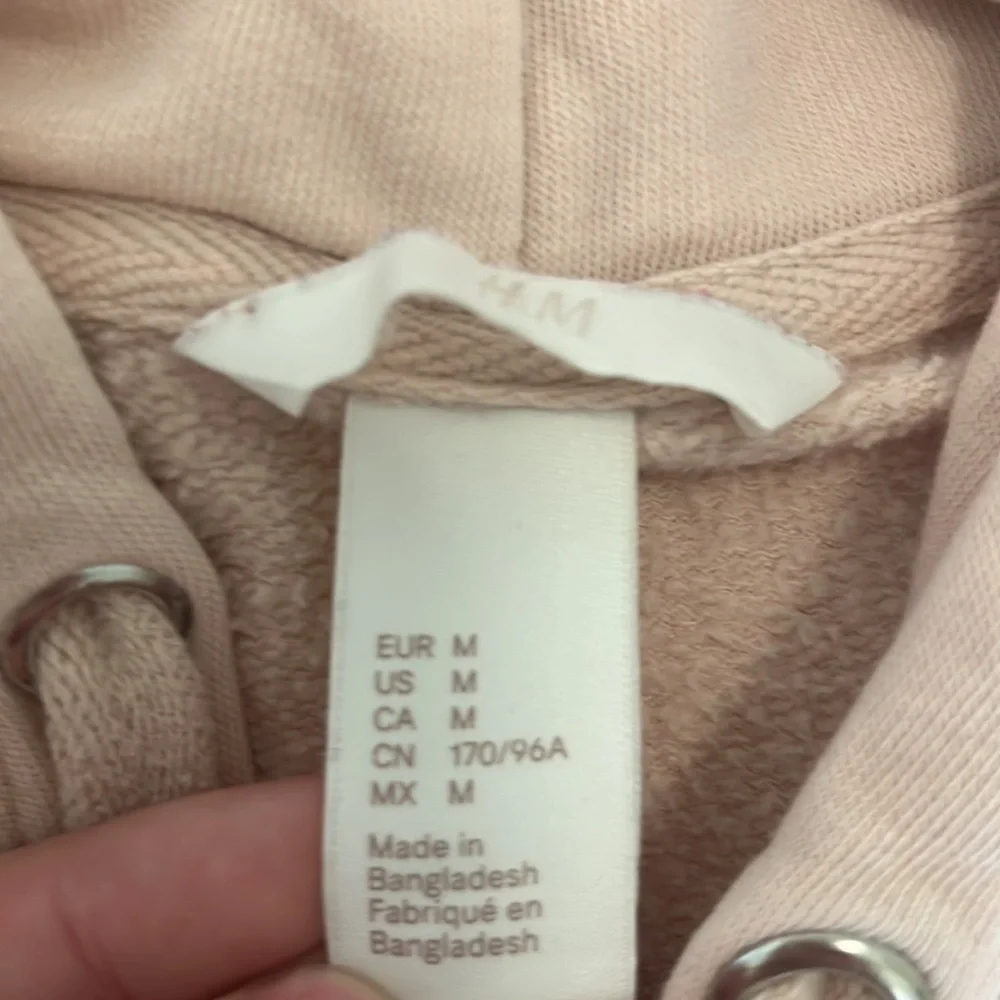 H&M
EUR M
US M
CA M
CN 170/96A
MX M
Made in
Bangladesh
Fabriqué en
Bangladesh